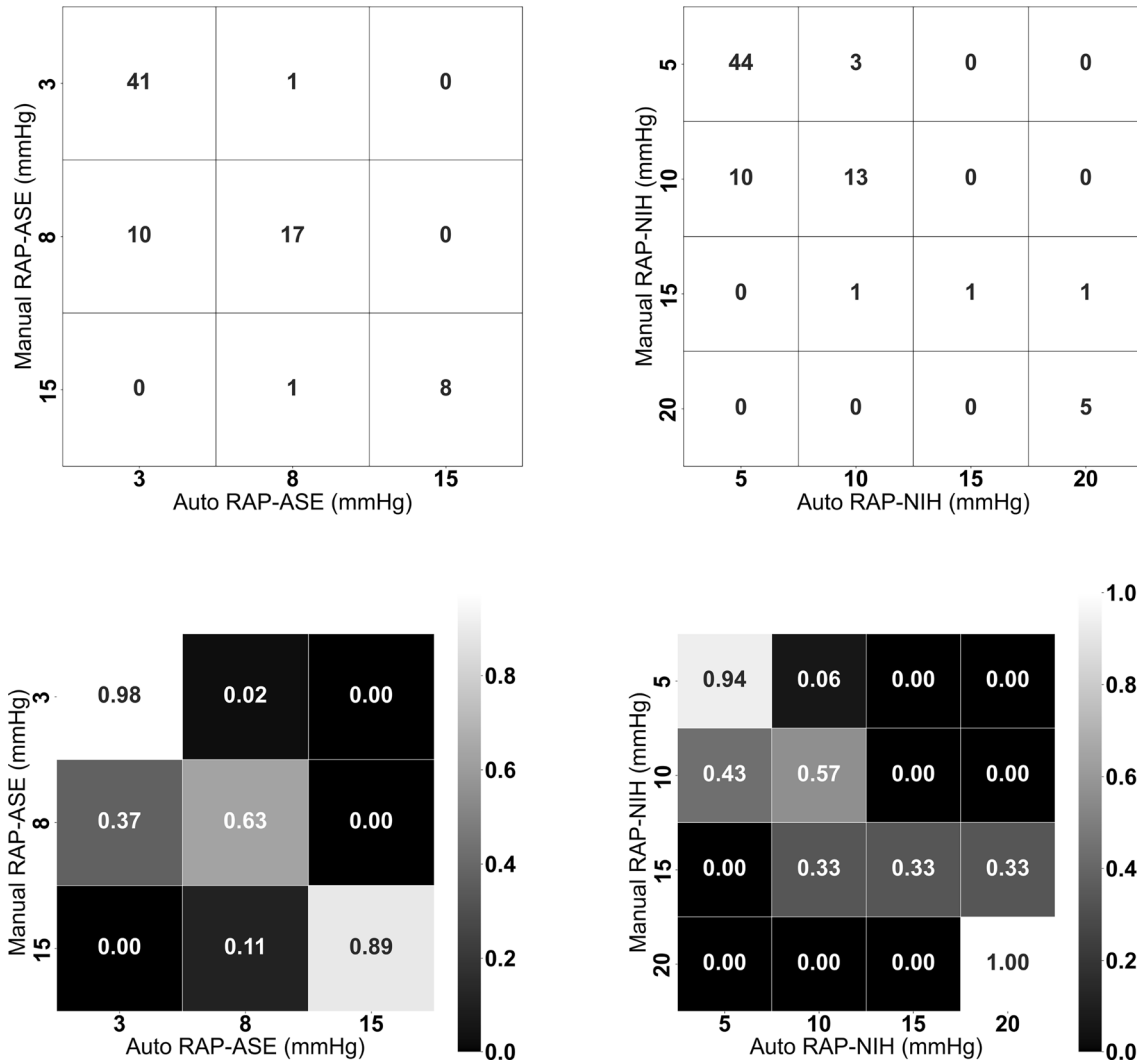 Manual RAP-ASE (mmHg)
3 41 1 0
8 10 17 0
15 0 1 8
3 8 15
Auto RAP-ASE (mmHg)
Manual RAP-NIH (mmHg)
5 44 3 0 0
10 10 13 0 0
15 0 1 1 1
20 0 0 0 5
5 10 15 20
Auto RAP-NIH (mmHg)
Manual RAP-ASE (mmHg)
3 0.98 0.02 0.00
8 0.37 0.63 0.00
15 0.00 0.11 0.89
3 8 15
Auto RAP-ASE (mmHg)
0.8
0.6
0.4
0.2
0.0
Manual RAP-NIH (mmHg)
5 0.94 0.06 0.00 0.00
10 0.43 0.57 0.00 0.00
15 0.00 0.33 0.33 0.33
20 0.00 0.00 0.00 1.00
5 10 15 20
Auto RAP-NIH (mmHg)
1.0
0.8
0.6
0.4
0.2
0.0